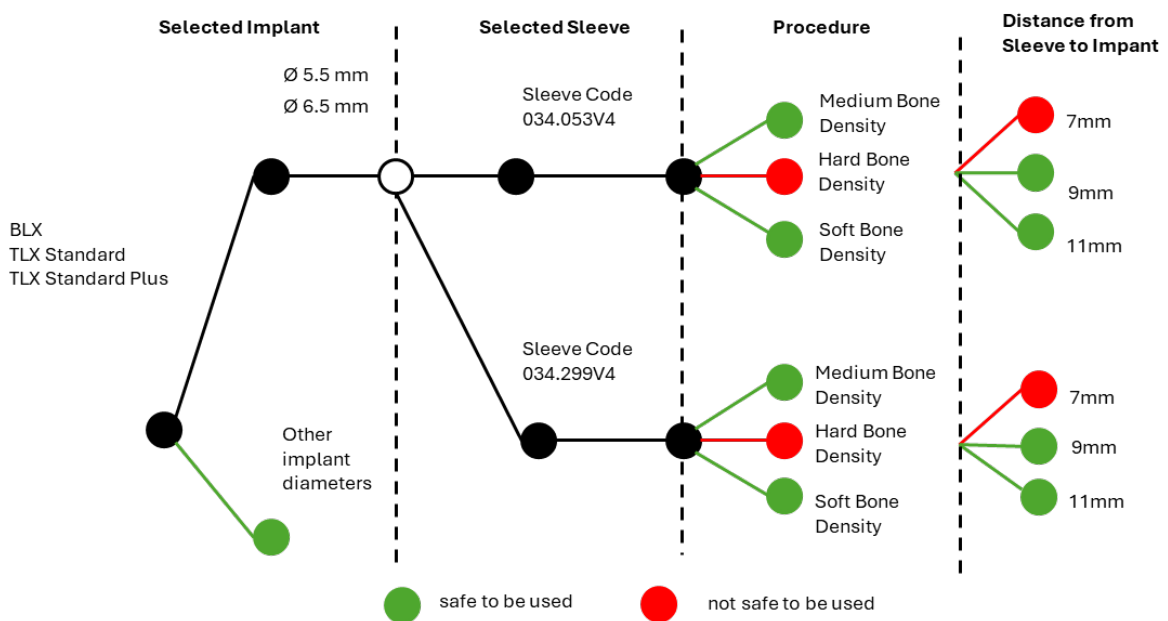 Selected Implant
Selected Sleeve
Procedure
Distance from
Sleeve to Impant
Ø 5.5 mm
Ø 6.5 mm
Sleeve Code
034.053V4
Medium Bone
Density
Hard Bone
Density
Soft Bone
Density
7mm
9mm
11mm
BLX
TLX Standard
TLX Standard Plus
Sleeve Code
034.299V4
Medium Bone
Density
Hard Bone
Density
Soft Bone
Density
7mm
9mm
11mm
Other
implant
diameters
safe to be used
not safe to be used